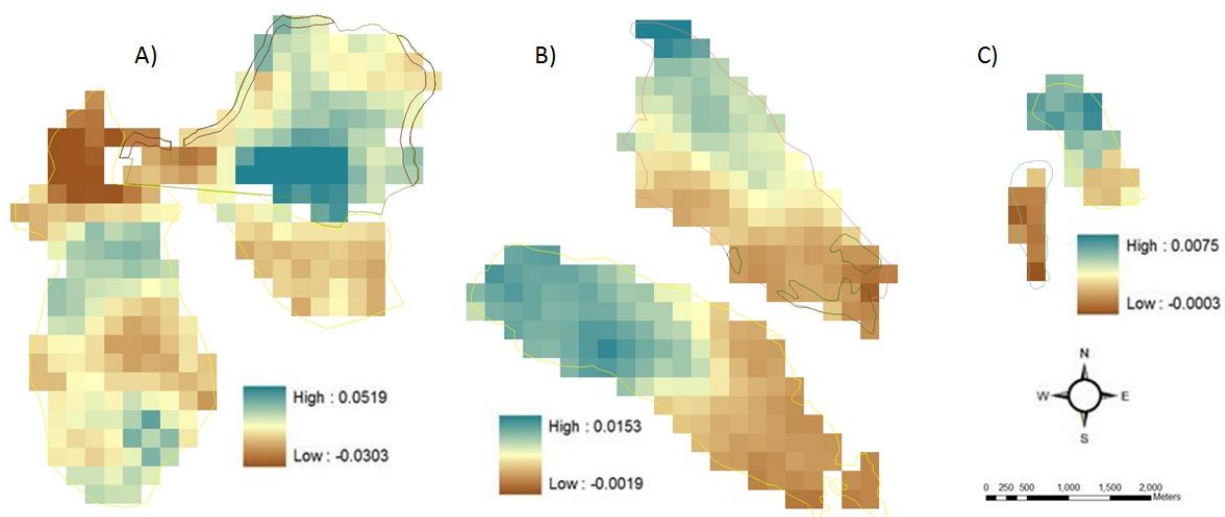 A)
B)
C)
High : 0.0519
Low : -0.0303
High : 0.0153
Low : -0.0019
High : 0.0075
Low : -0.0003
N
W E
S
0 250 500 1,000 1,500 2,000
Meters